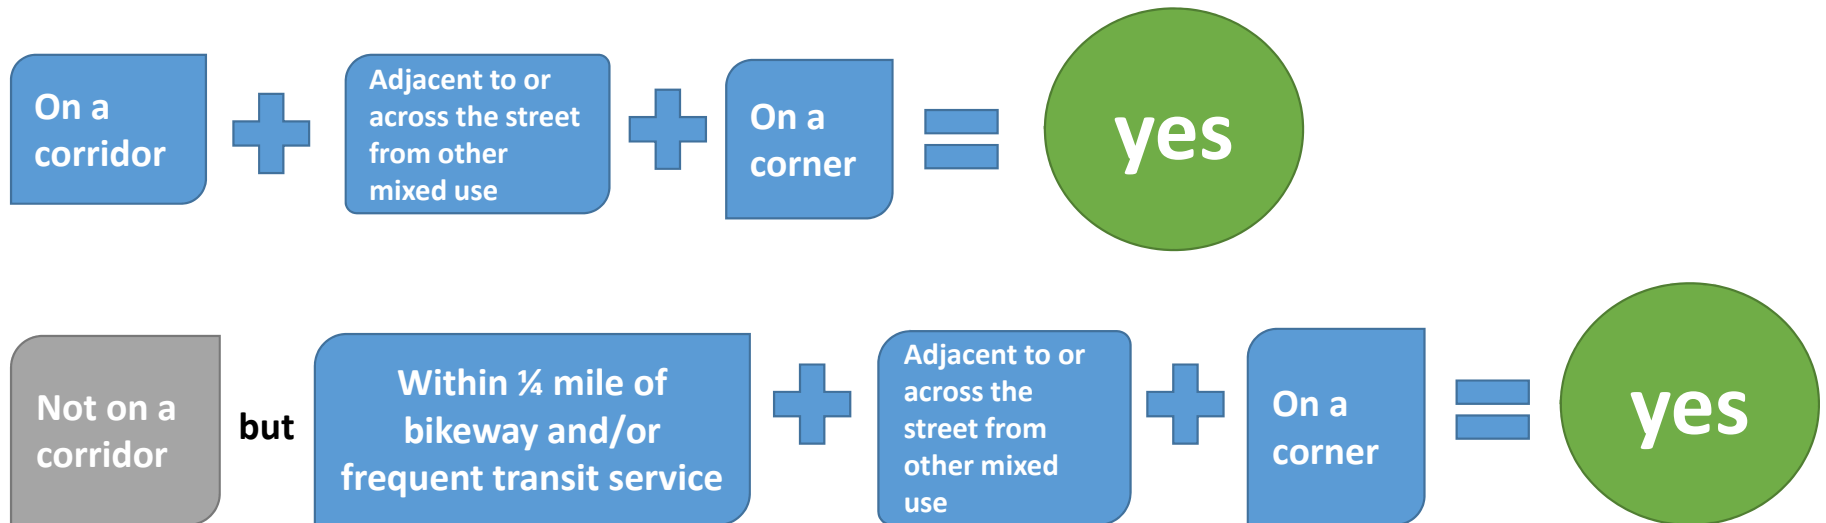 On a
corridor
Adjacent to or
across the street
from other
mixed use
On a
corner
yes
Not on a
corridor
but
Within ¼ mile of
bikeway and/or
frequent transit service
Adjacent to or
across the
street from
other mixed
use
On a
corner
yes